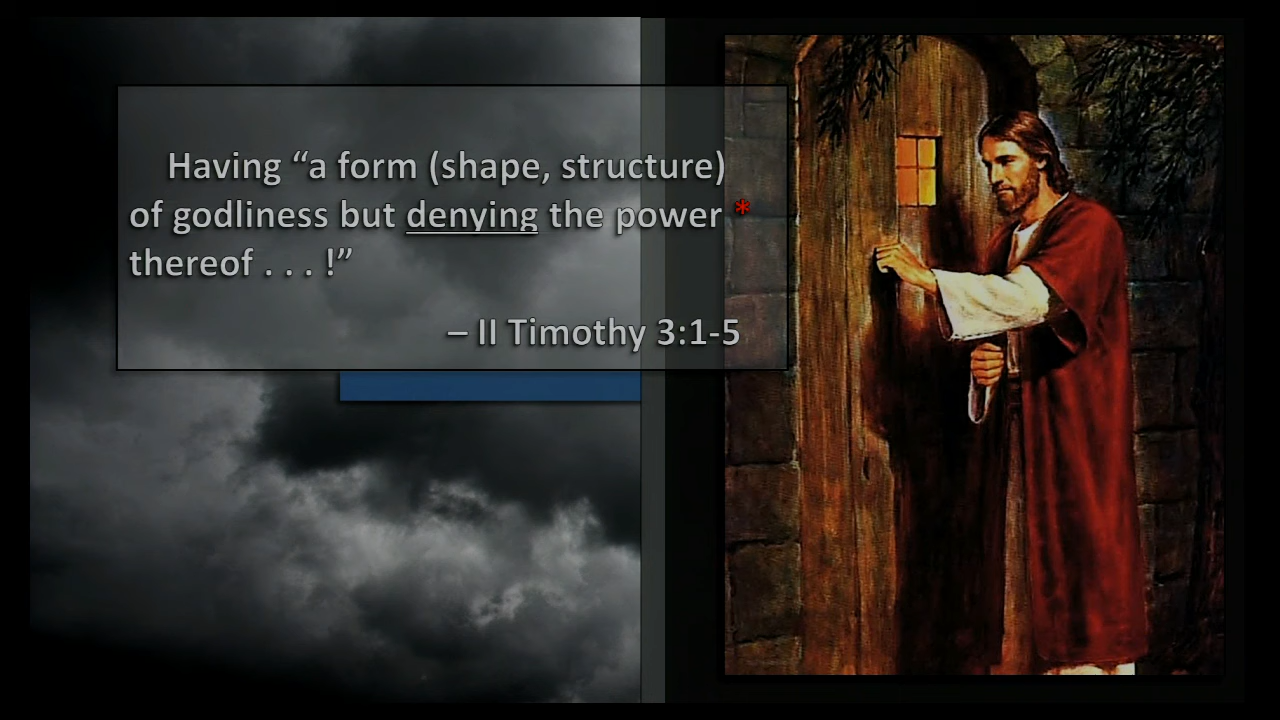 Having “a form (shape, structure)
of godliness but denying the power *
thereof . . . !”
– II Timothy 3:1-5